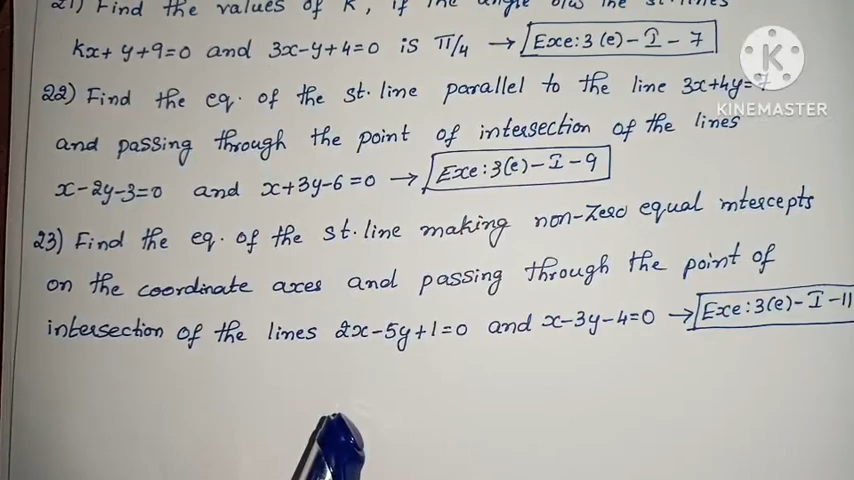 21) Find the values of K, if the angle b/w the st. lines
kx+y+9=0 and 3x-y+4=0 is π/4 → Exe:3(e)-I-7
22) Find the eq. of the st. line parallel to the line 3x+4y=7
KINEMASTER
and passing through the point of intersection of the lines
x-2y-3=0 and x+3y-6=0 → Exe:3(e)-I-9
23) Find the eq. of the st. line making non-zero equal intercepts
on the coordinate axes and passing through the point of
intersection of the lines 2x-5y+1=0 and x-3y-4=0 → Exe:3(e)-I-11